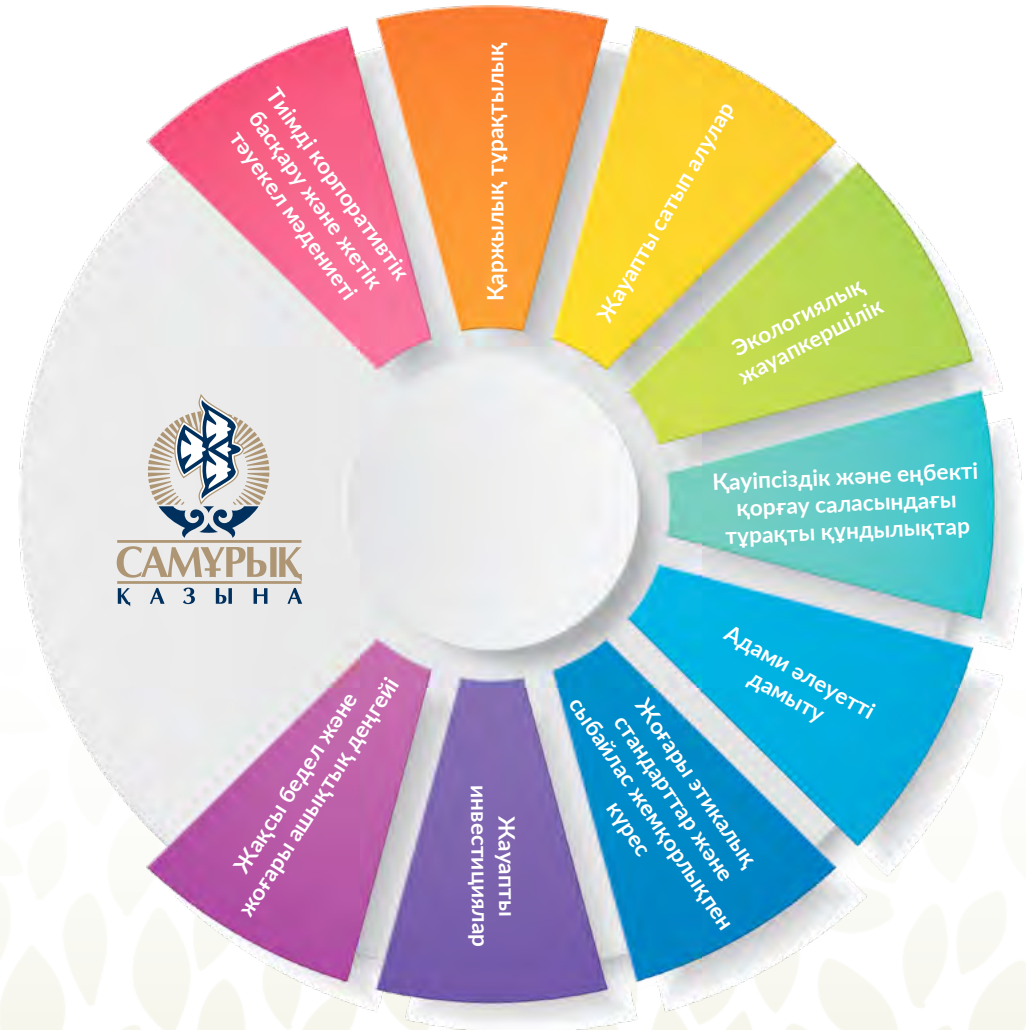 Тиімді корпоративтік
басқару және жетік
тәуекел мәдениеті
Қаржылық тұрақтылық
Жауапты сатып алулар
Экологиялық
жауапкершілік
Қауіпсіздік және еңбекті
қорғау саласындағы
тұрақты құндылықтар
Адами әлеуетті
дамыту
Жоғары этикалық
стандарттар және
сыбайлас жемқорлықпен
күрес
Жауапты
инвестициялар
Жақсы бедел және
жоғары ашықтық деңгейі
САМҰРЫҚ
ҚАЗЫНА